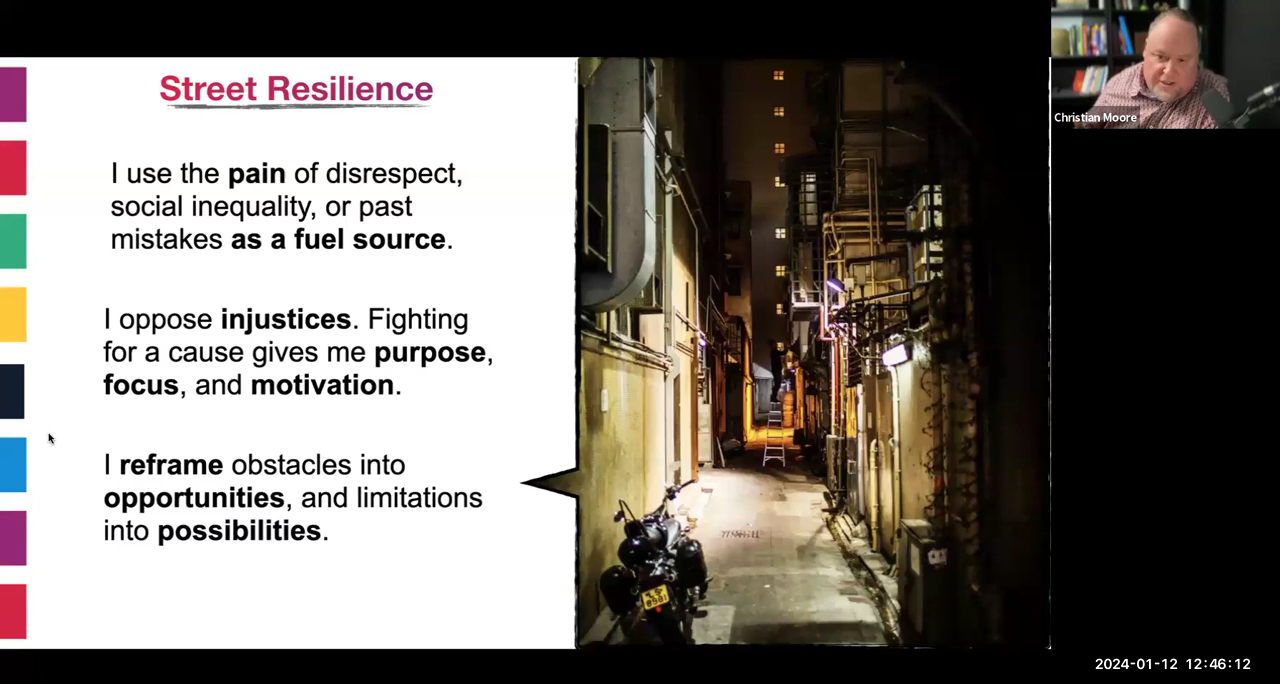 Street Resilience
I use the pain of disrespect,
social inequality, or past
mistakes as a fuel source.
I oppose injustices. Fighting
for a cause gives me purpose,
focus, and motivation.
I reframe obstacles into
opportunities, and limitations
into possibilities.
8981
Christian Moore
2024-01-12 12:46:12